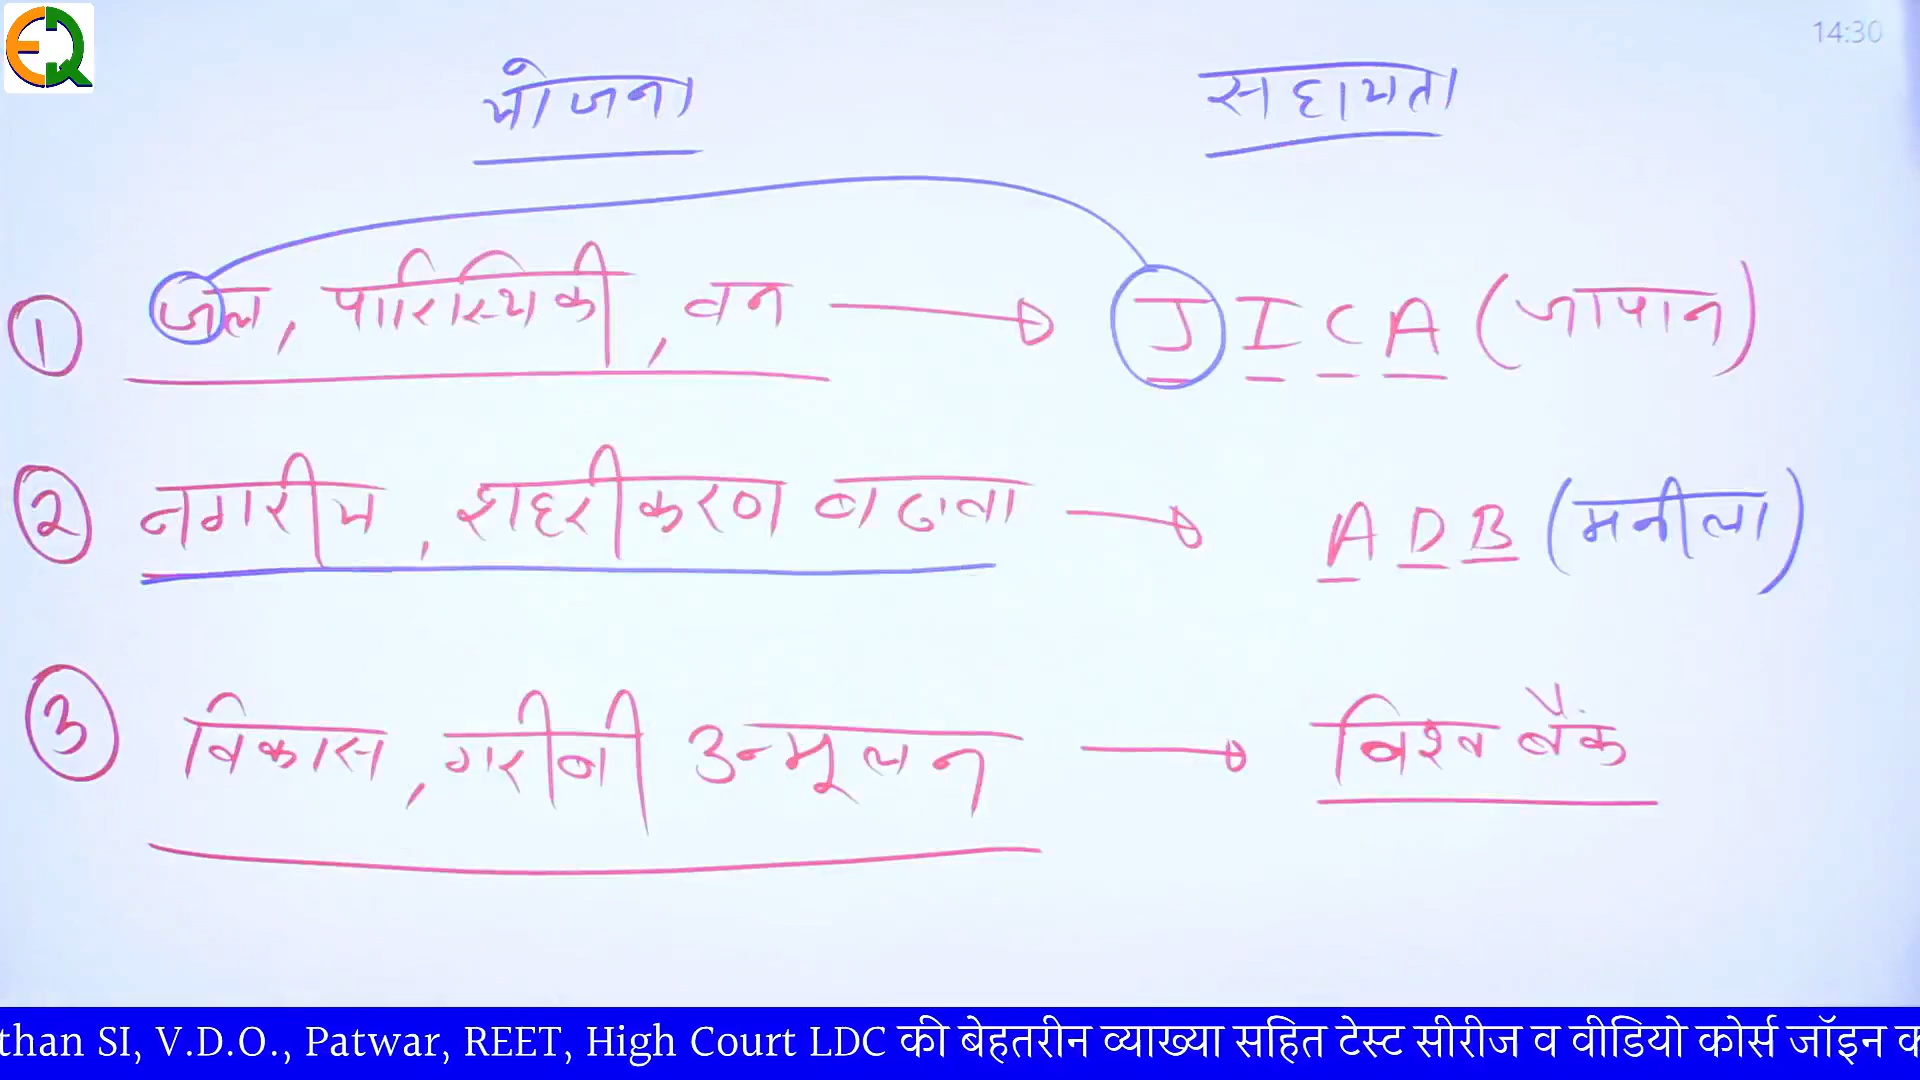 EQ
14:30
योजना सहायता
① जल, पारिस्थिकी, वन → JICA (जापान)
② नगरीय, शहरीकरण बढावा → ADB (मनीला)
③ विकास, गरीबी उन्मूलन → विश्व बैंक
than SI, V.D.O., Patwar, REET, High Court LDC की बेहतरीन व्याख्या सहित टेस्ट सीरीज व वीडियो कोर्स जॉइन क